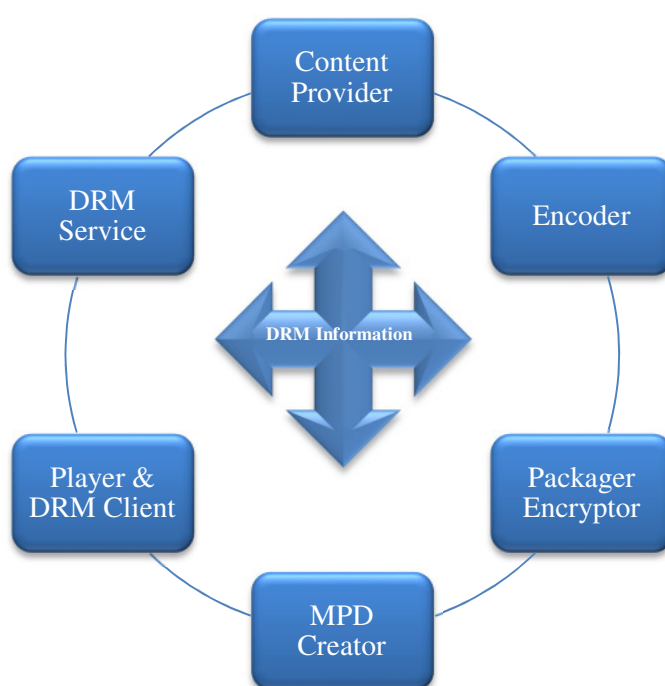 Content
Provider
DRM
Service
Encoder
DRM Information
Player &
DRM Client
Packager
Encryptor
MPD
Creator